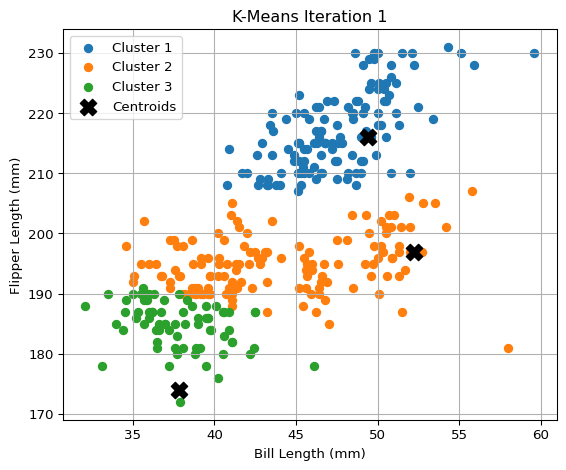 K-Means Iteration 1
Cluster 1
Cluster 2
Cluster 3
Centroids
230
220
210
200
190
180
170
Flipper Length (mm)
35 40 45 50 55 60
Bill Length (mm)